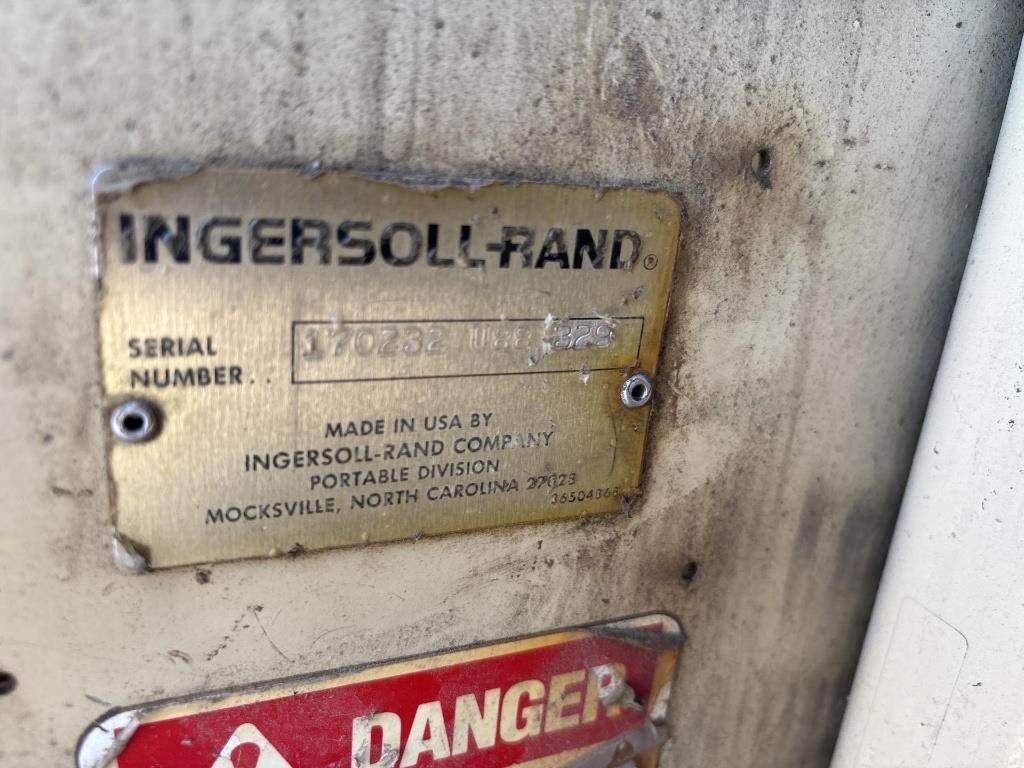 INGERSOLL-RAND®
SERIAL
NUMBER.. 170232 U88 329
MADE IN USA BY
INGERSOLL-RAND COMPANY
PORTABLE DIVISION
MOCKSVILLE, NORTH CAROLINA 27028
DANGER